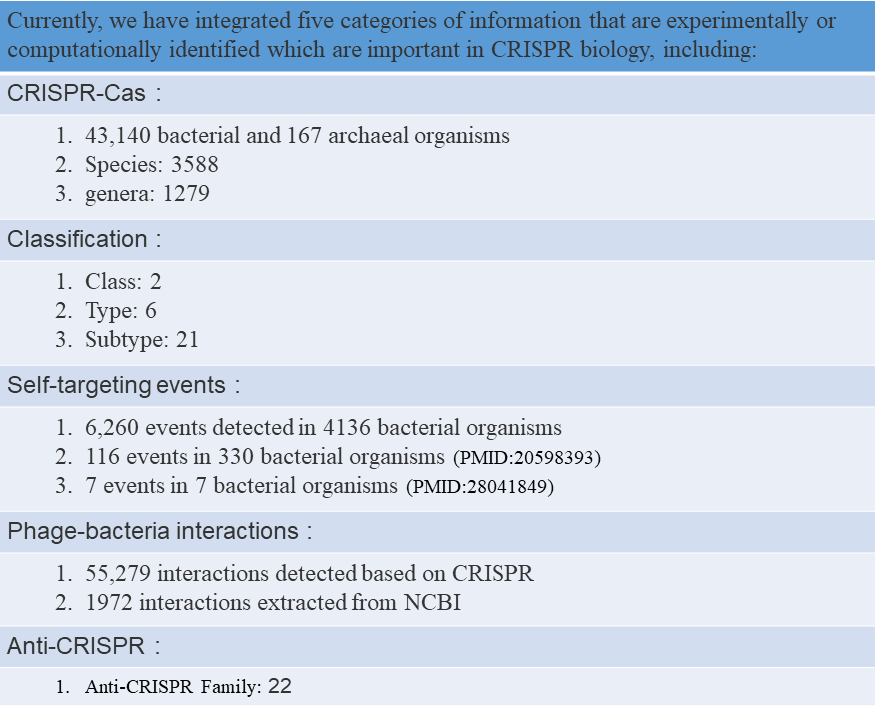 Currently, we have integrated five categories of information that are experimentally or
computationally identified which are important in CRISPR biology, including:
CRISPR-Cas :
1. 43,140 bacterial and 167 archaeal organisms
2. Species: 3588
3. genera: 1279
Classification :
1. Class: 2
2. Type: 6
3. Subtype: 21
Self-targeting events :
1. 6,260 events detected in 4136 bacterial organisms
2. 116 events in 330 bacterial organisms (PMID:20598393)
3. 7 events in 7 bacterial organisms (PMID:28041849)
Phage-bacteria interactions :
1. 55,279 interactions detected based on CRISPR
2. 1972 interactions extracted from NCBI
Anti-CRISPR :
1. Anti-CRISPR Family: 22